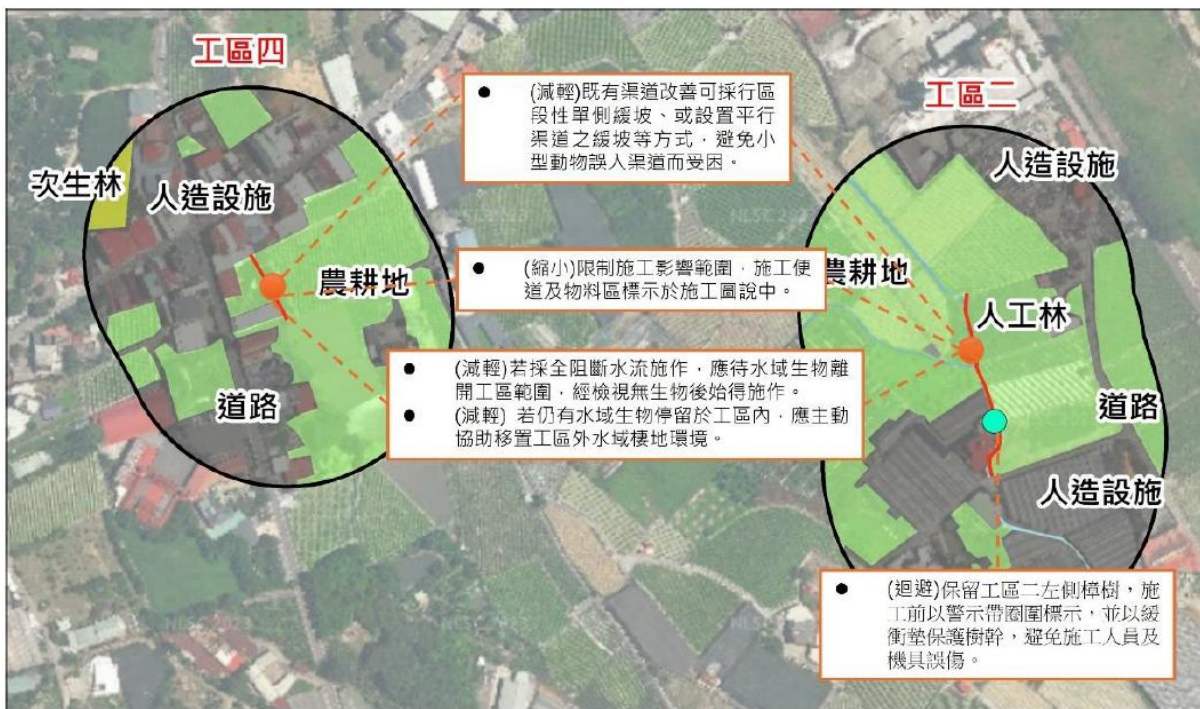 工區四
次生林
人造設施
農耕地
道路
● (減輕)既有渠道改善可採行區
段性單側緩坡、或設置平行
渠道之緩坡等方式，避免小
型動物誤入渠道而受困。
● (縮小)限制施工影響範圍，施工便
道及物料區標示於施工圖說中。
● (減輕)若採全阻斷水流施作，應待水域生物離
開工區範圍，經檢視無生物後始得施作。
● (減輕) 若仍有水域生物停留於工區內，應主動
協助移置工區外水域棲地環境。
工區二
人造設施
農耕地
人工林
道路
人造設施
● (迴避)保留工區二左側樟樹，施
工前以警示帶圈圍標示，並以緩
衝墊保護樹幹，避免施工人員及
機具誤傷。